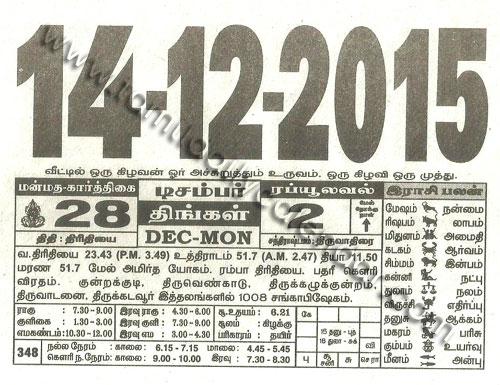 14-12-2015
வீட்டில் ஒரு கிழவன் ஓர் அச்சுறுத்தும் உருவம். ஒரு கிழவி ஒரு முத்து.
மன்மத-கார்த்திகை டிசம்பர் ரப்யூலவல் இராசி பலன்
28 திங்கள் 2
திதி : திரிதியை DEC-MON சந்திராஷ்டமம் : திருவாதிரை
மேஷம் நன்மை
ரிஷபம் லாபம்
மிதுனம் அமைதி
கடகம் ஆர்வம்
சிம்மம் இன்பம்
கன்னி நட்பு
துலாம் நலம்
விருச்சி எதிர்ப்பு
தனுசு ஆக்கம்
மகரம் பரிசு
கும்பம் உயர்வு
மீனம் அன்பு
வ. திரிதியை 23.43 (P.M. 3.49) உத்திராடம் 51.7 (A.M. 2.47) தியா 11.50
மரண 51.7 மேல் அமிர்த யோகம். ரம்பா திரிதியை. பதர் கௌரி
விரதம். குன்றக்குடி, திருவெண்காடு, திருக்கழுக்குன்றம்,
திருவாடனை, திருக்கடவூர் இத்தலங்களில் 1008 சங்காபிஷேகம்.
ராகு 7.30 - 9.00 இரவு ராகு 4.30 - சூ.உதயம் : 6.21
குளிகை 1.30 - 3.00 இரவு குளி 7.30 - 9.00 சூலம் : கிழக்கு
எமகண்டம் 10.30 - 12.00 இரவு எம 3.00 - 4.30 பரிகாரம் : தயிர்
348 நல்ல நேரம் : காலை : 6.15 - 7.15 மாலை : 4.45 - 5.45
கௌரி ந.நேரம் : காலை : 9.00 - 10.00 இரவு : 7.30 - 8.30
கே
15 தனு - புத
16 துலா - சுக்
வி
பு சூ சனி சு செ ரா
www.tamildailycalendar.com